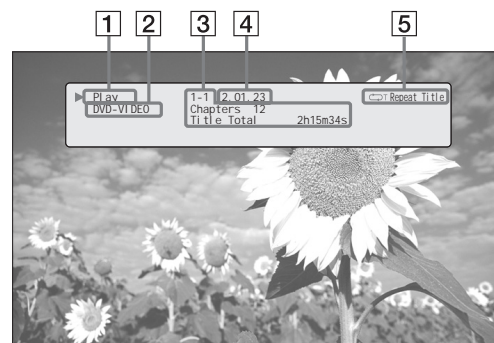 1 2 3 4 5
Play 1-1 2.01.23 T Repeat Title
DVD-VIDEO Chapters 12
Title Total 2h15m34s